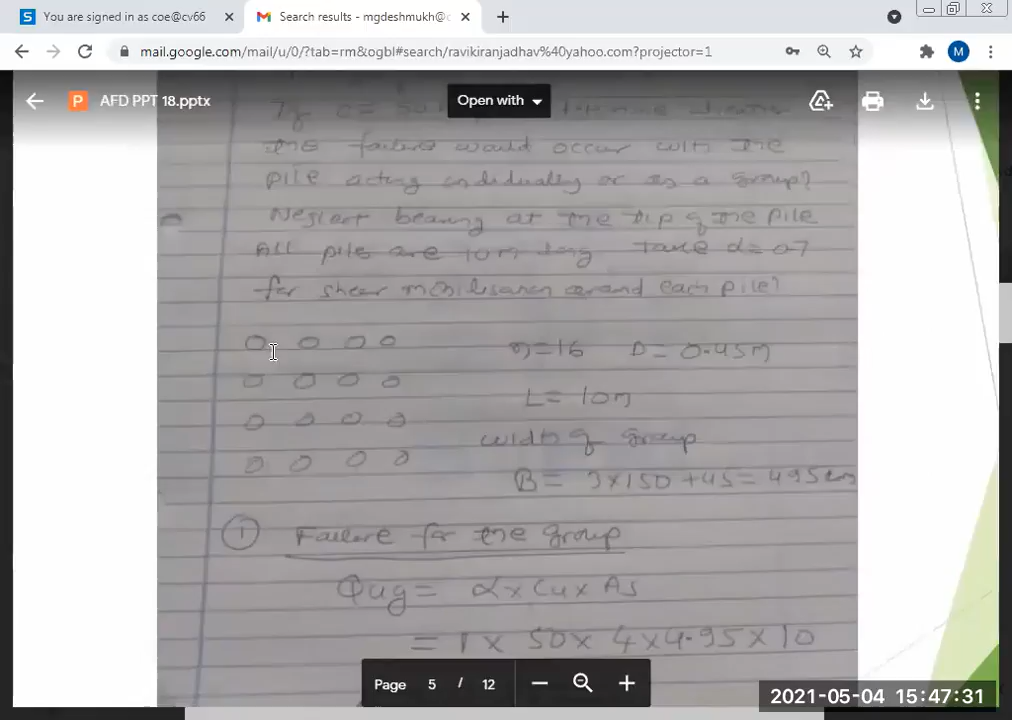 You are signed in as coe@cv66
Search results - mgdeshmukh@c
mail.google.com/mail/u/0/?tab=rm&ogbl#search/ravikiranjadhav%40yahoo.com?projector=1
M
P AFD PPT 18.pptx
Open with
If c =
the failure would occur with the
pile acting individually or as a group?
Neglect bearing at the tip of the pile
All pile are 10m long Take α = 0.7
for shear mobilisation around each pile?
n=16 D= 0.45m
L= 10m
width of group
B= 3x150 +45= 495cm
① Failure for the group
Qug= α x Cu x As
= 1 x 50 x 4 x 4.95 x 10
Page 5 / 12
2021-05-04 15:47:31